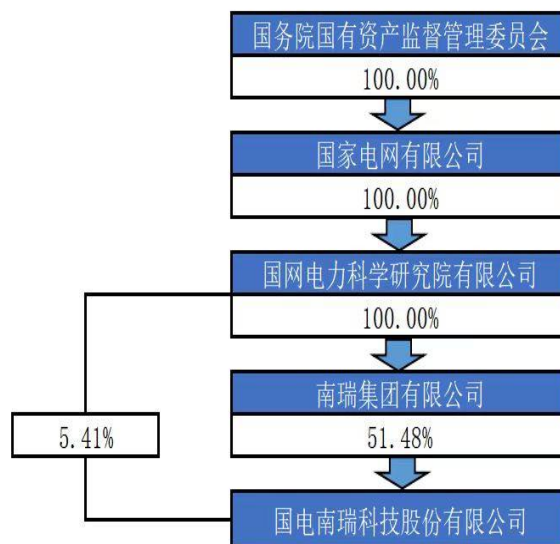 国务院国有资产监督管理委员会
100.00%
国家电网有限公司
100.00%
国网电力科学研究院有限公司
100.00%
南瑞集团有限公司
5.41%
51.48%
国电南瑞科技股份有限公司